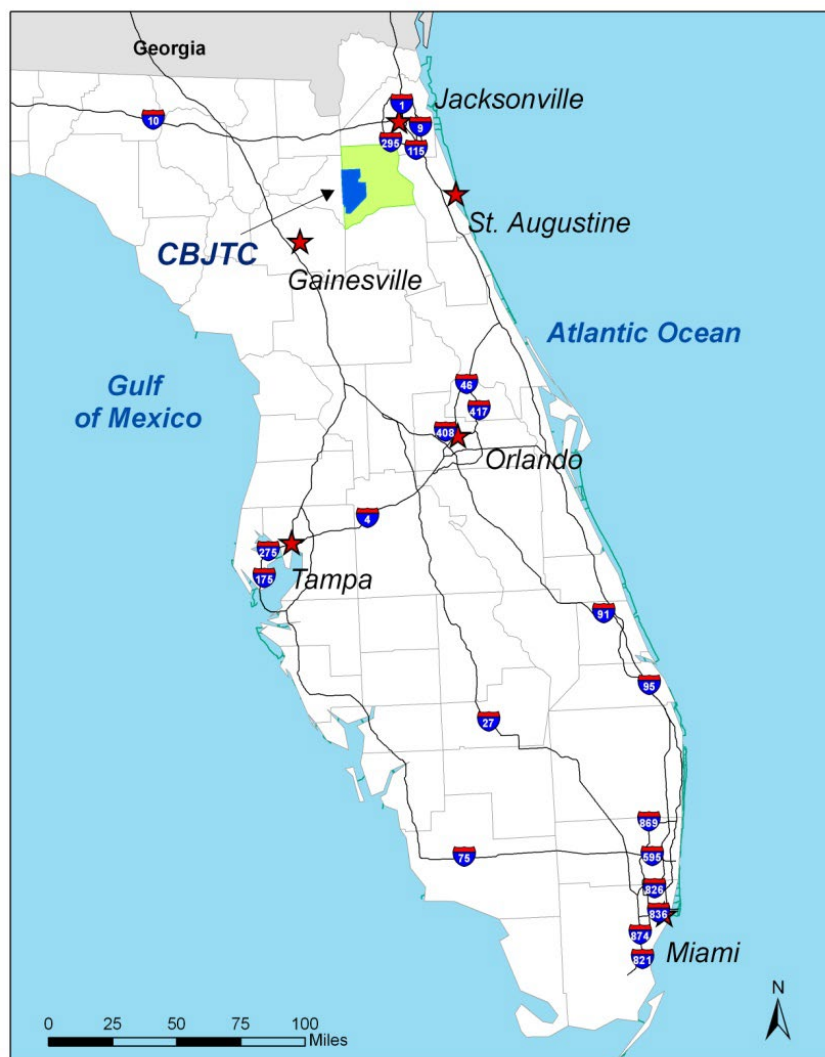 Georgia
1
Jacksonville
10
9
295
115
St. Augustine
CBJTC
Gainesville
Atlantic Ocean
Gulf
of Mexico
46
417
408
Orlando
4
275
175
Tampa
91
95
27
869
75
595
826
836
874
Miami
821
N
0 25 50 75 100
Miles